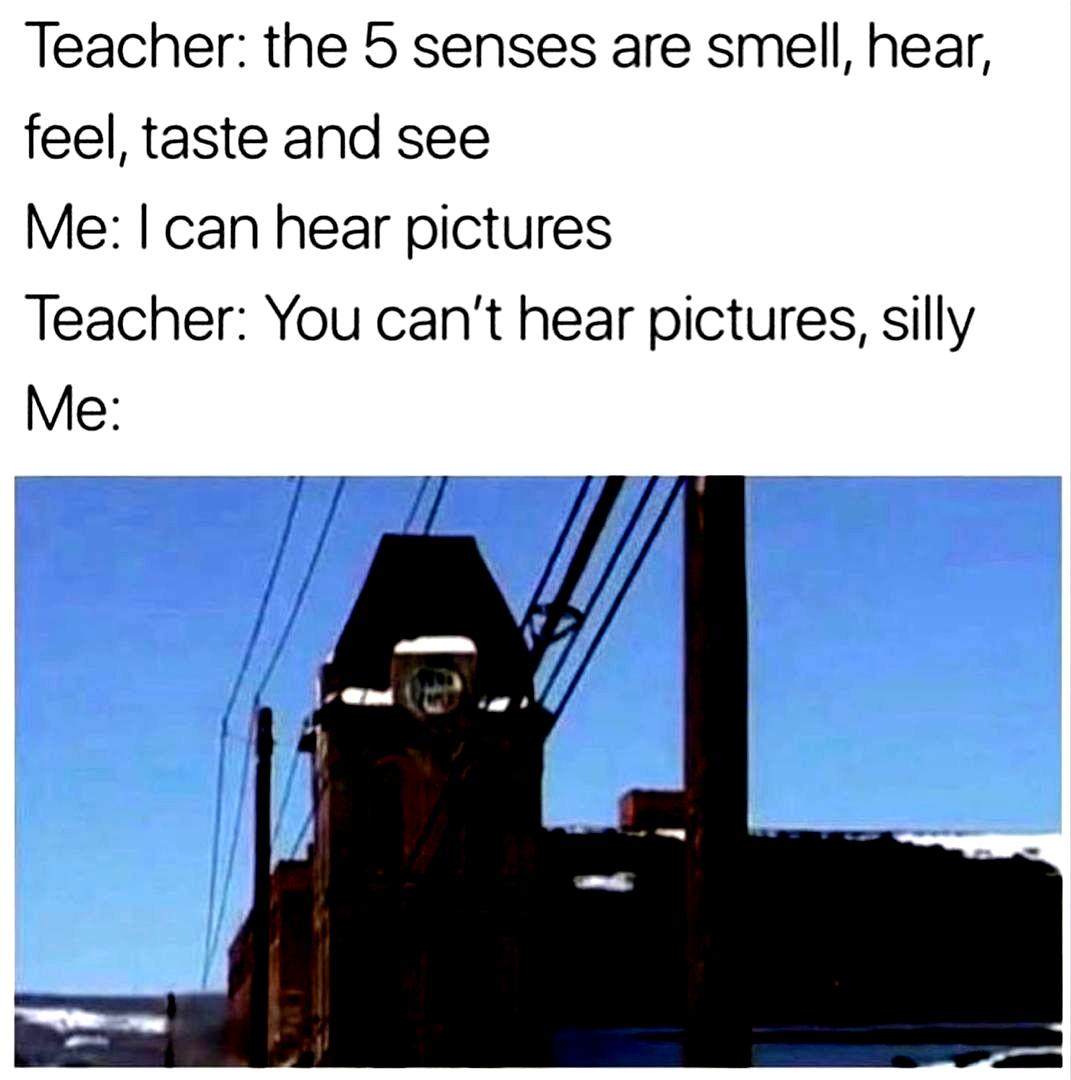 Teacher: the 5 senses are smell, hear,
feel, taste and see
Me: I can hear pictures
Teacher: You can’t hear pictures, silly
Me: